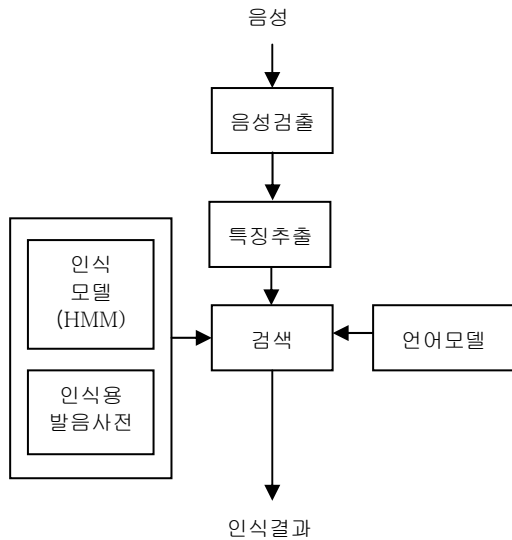 음성
음성검출
특징추출
인식
모델
(HMM)
인식용
발음사전
검색
언어모델
인식결과